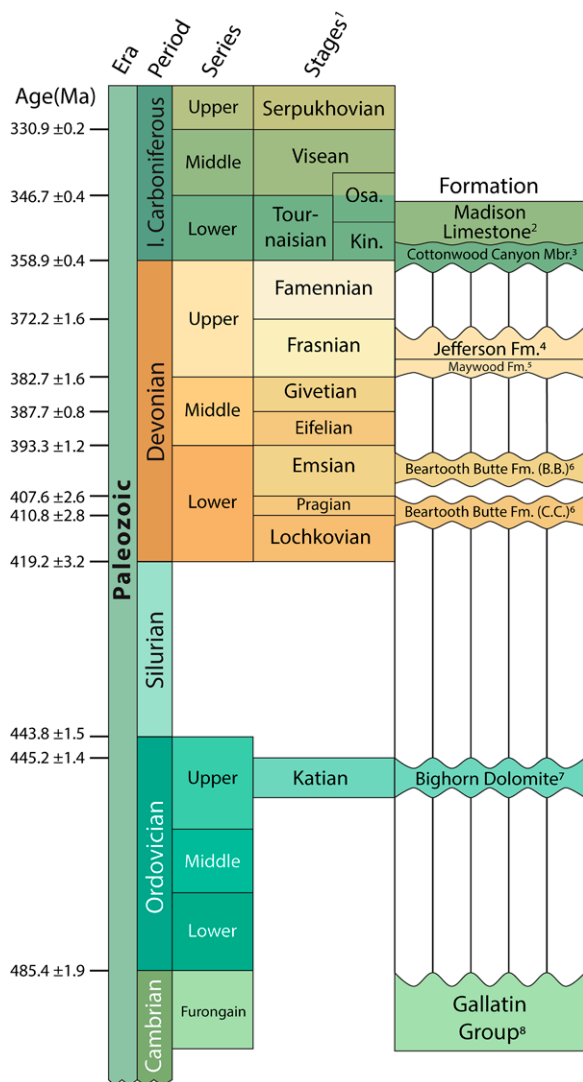 Era
Period
Series
Stages¹
Age(Ma)
Formation
330.9 ±0.2
346.7 ±0.4
358.9 ±0.4
372.2 ±1.6
382.7 ±1.6
387.7 ±0.8
393.3 ±1.2
407.6 ±2.6
410.8 ±2.8
419.2 ±3.2
443.8 ±1.5
445.2 ±1.4
485.4 ±1.9
Paleozoic
l. Carboniferous
Devonian
Silurian
Ordovician
Cambrian
Upper
Middle
Lower
Upper
Middle
Lower
Upper
Middle
Lower
Furongain
Serpukhovian
Visean
Osa.
Tour-
naisian
Kin.
Famennian
Frasnian
Givetian
Eifelian
Emsian
Pragian
Lochkovian
Katian
Madison
Limestone²
Cottonwood Canyon Mbr.³
Jefferson Fm.⁴
Maywood Fm.⁵
Beartooth Butte Fm. (B.B.)⁶
Beartooth Butte Fm. (C.C.)⁶
Bighorn Dolomite⁷
Gallatin
Group⁸